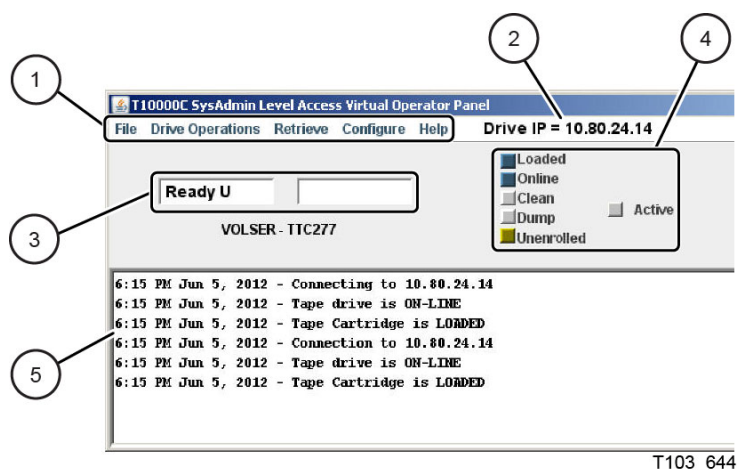 2
4
1
T10000C SysAdmin Level Access Virtual Operator Panel
File Drive Operations Retrieve Configure Help Drive IP = 10.80.24.14
Loaded
Online
Ready U
Clean
Active
Dump
VOLSER - TTC277
Unenrolled
3
6:15 PM Jun 5, 2012 - Connecting to 10.80.24.14
6:15 PM Jun 5, 2012 - Tape drive is ON-LINE
6:15 PM Jun 5, 2012 - Tape Cartridge is LOADED
6:15 PM Jun 5, 2012 - Connection to 10.80.24.14
6:15 PM Jun 5, 2012 - Tape drive is ON-LINE
6:15 PM Jun 5, 2012 - Tape Cartridge is LOADED
5
T103_644